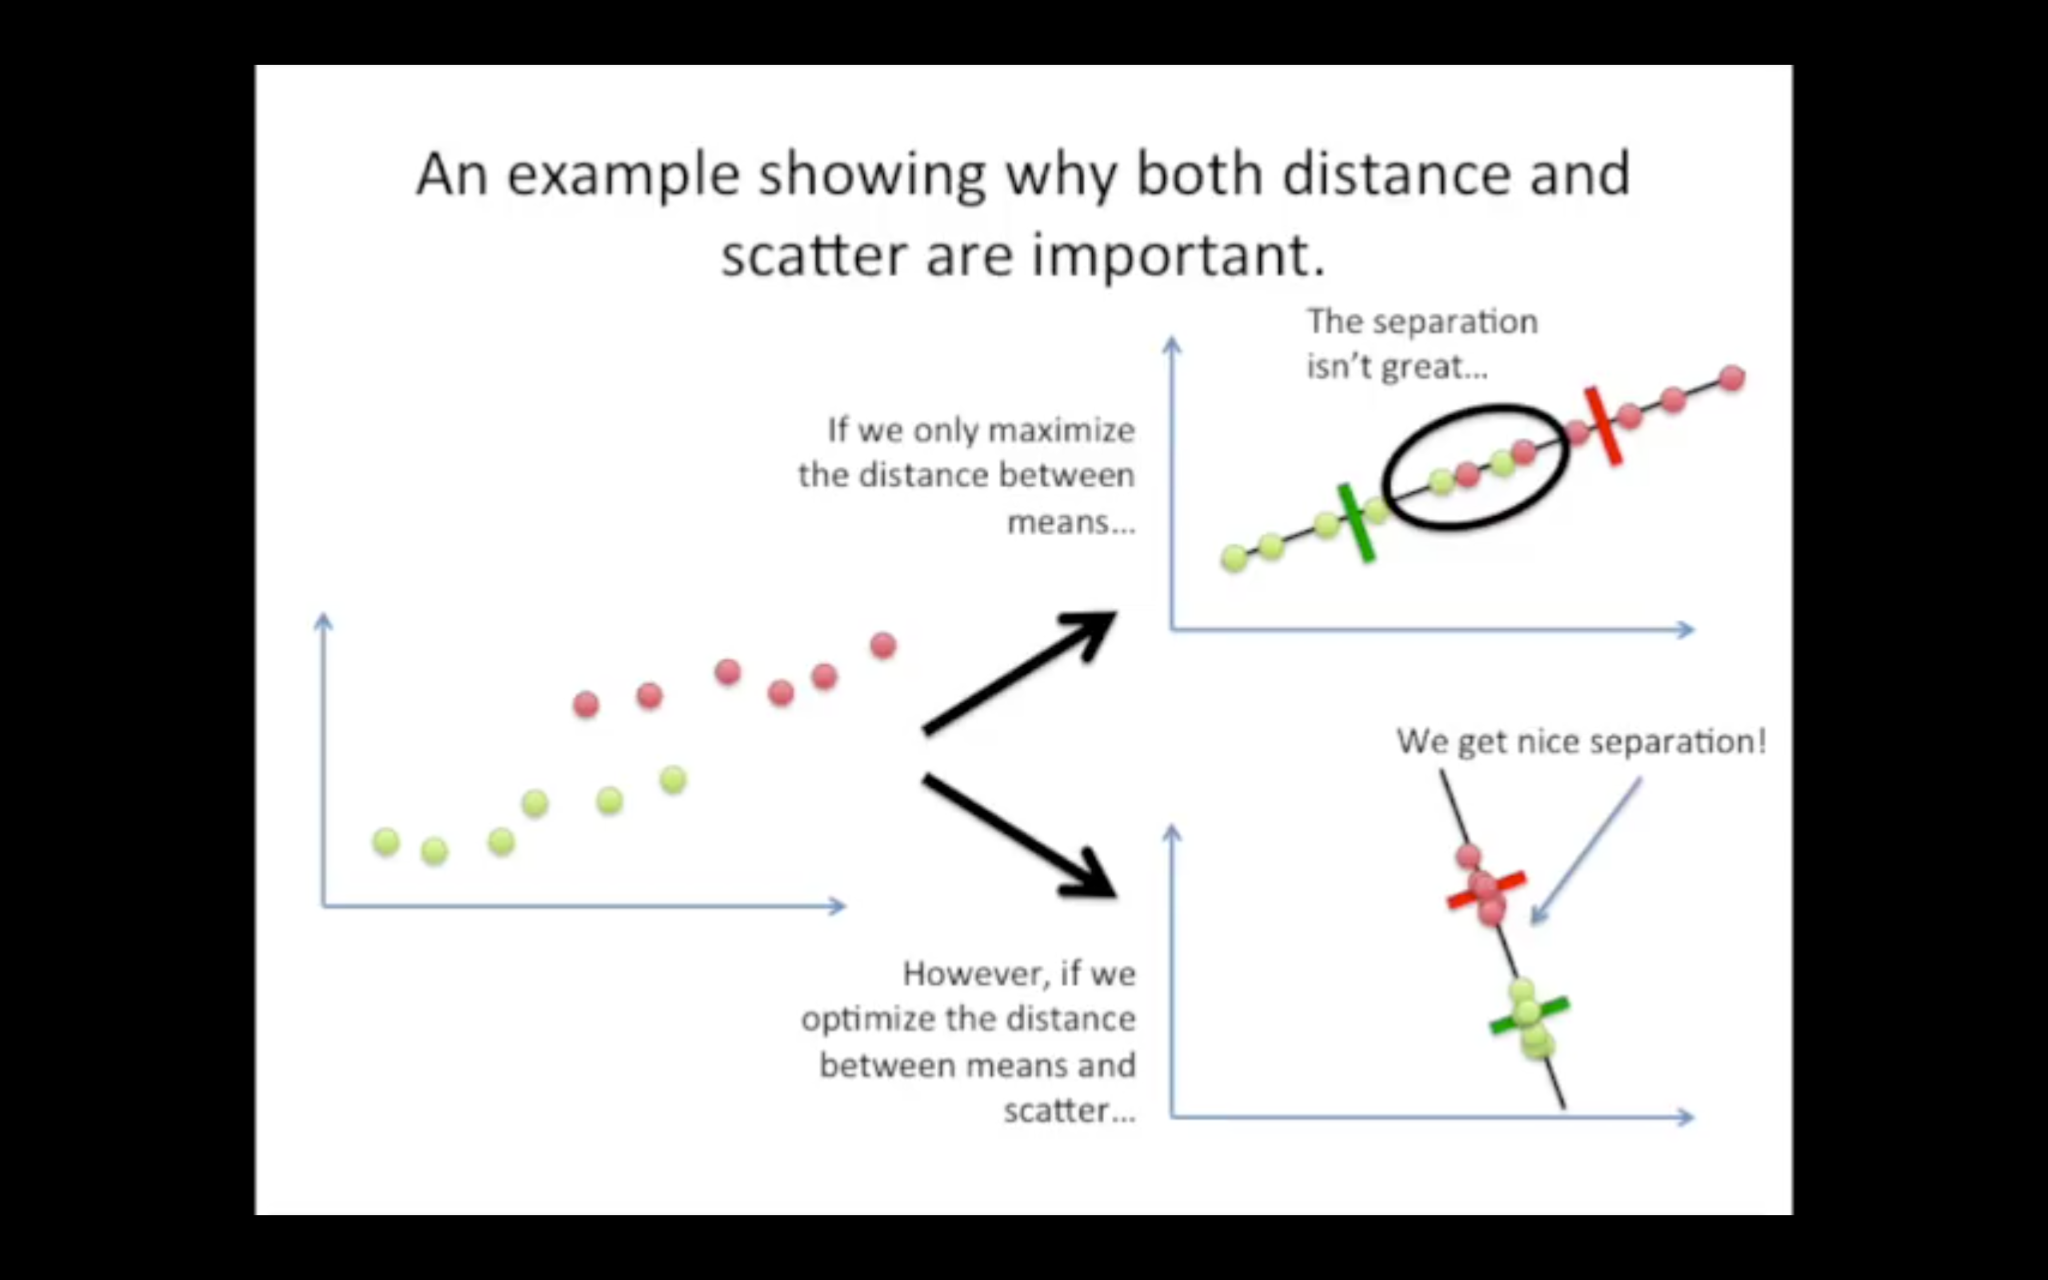 An example showing why both distance and
scatter are important.
The separation
isn't great...
If we only maximize
the distance between
means...
We get nice separation!
However, if we
optimize the distance
between means and
scatter...